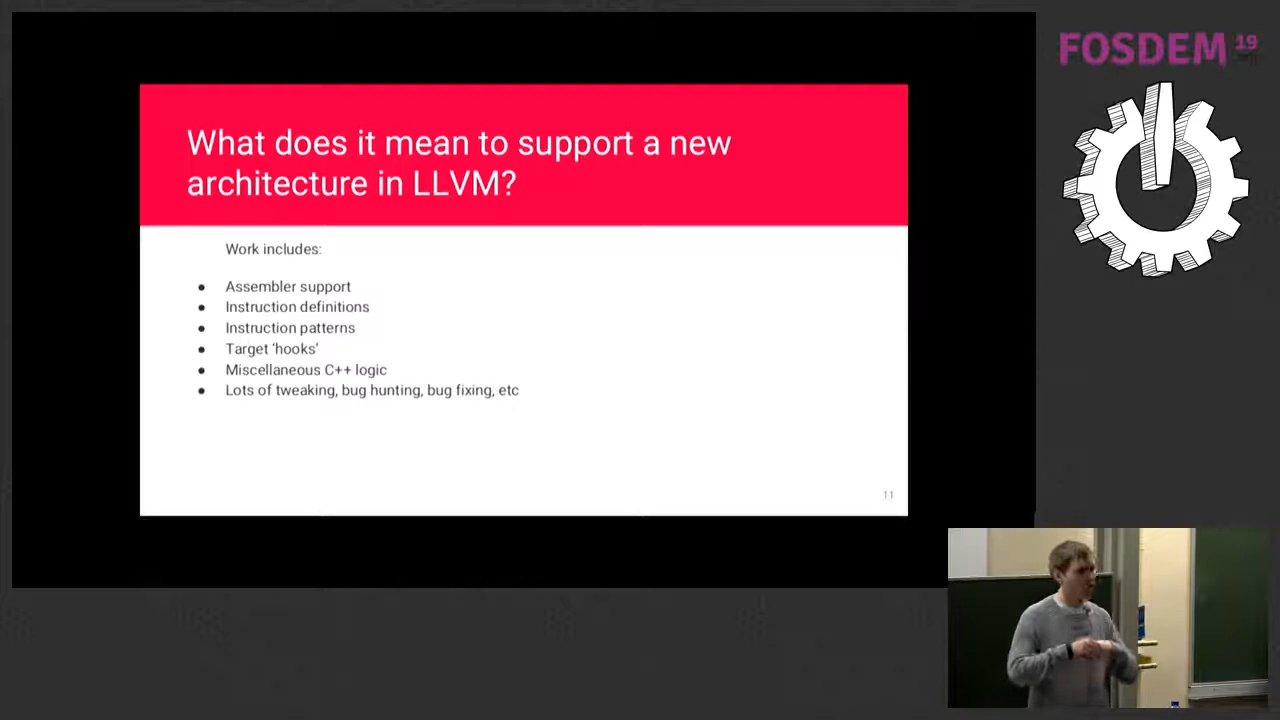 FOSDEM 19
What does it mean to support a new
architecture in LLVM?
Work includes:
● Assembler support
● Instruction definitions
● Instruction patterns
● Target ‘hooks’
● Miscellaneous C++ logic
● Lots of tweaking, bug hunting, bug fixing, etc
11